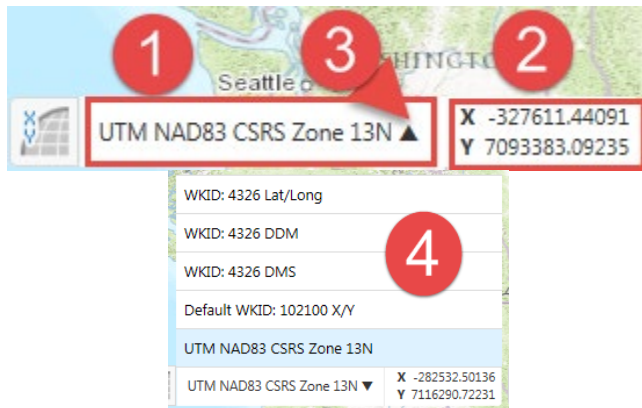 1
3
2
SHINGTO
Seattle
X
Y
UTM NAD83 CSRS Zone 13N ▲
X -327611.44091
Y 7093383.09235
WKID: 4326 Lat/Long
WKID: 4326 DDM
4
WKID: 4326 DMS
Default WKID: 102100 X/Y
UTM NAD83 CSRS Zone 13N
UTM NAD83 CSRS Zone 13N ▼
X -282532.50136
Y 7116290.72231